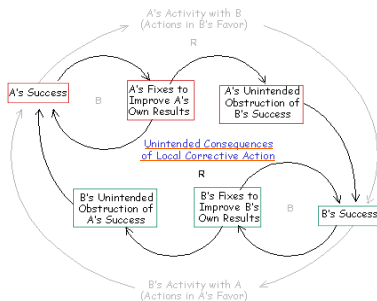 A's Activity with B
(Actions in B's Favor)
R
A's Success
B
A's Fixes to
Improve A's
Own Results
A's Unintended
Obstruction of
B's Success
Unintended Consequences
of Local Corrective Action
R
B's Unintended
Obstruction of
A's Success
B's Fixes to
Improve B's
Own Results
B
B's Success
B's Activity with A
(Actions in A's Favor)